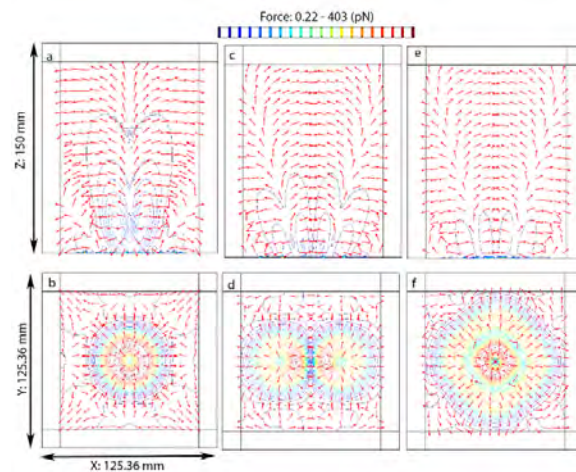 Force: 0.22 - 403 (pN)
a
c
e
Z: 150 mm
b
d
f
Y: 125.36 mm
X: 125.36 mm